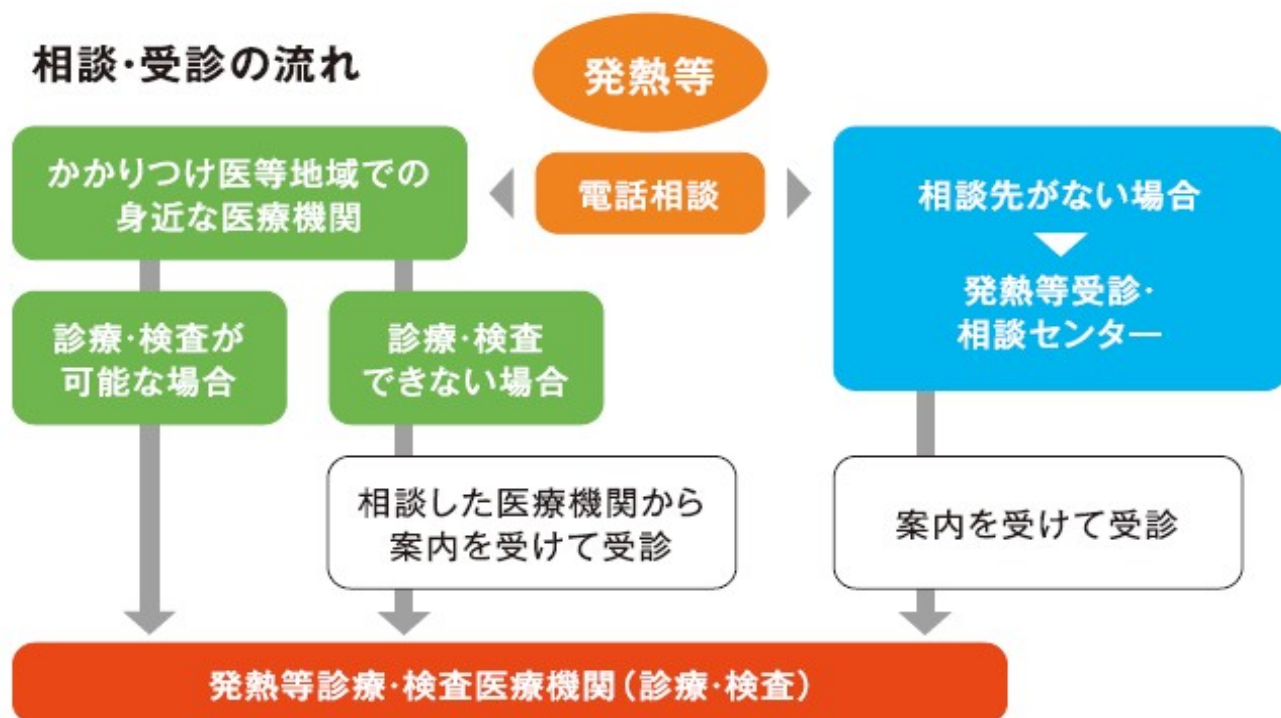 相談・受診の流れ
発熱等
電話相談
かかりつけ医等地域での
身近な医療機関
診療・検査が
可能な場合
診療・検査
できない場合
相談した医療機関から
案内を受けて受診
相談先がない場合
発熱等受診・
相談センター
案内を受けて受診
発熱等診療・検査医療機関(診療・検査)